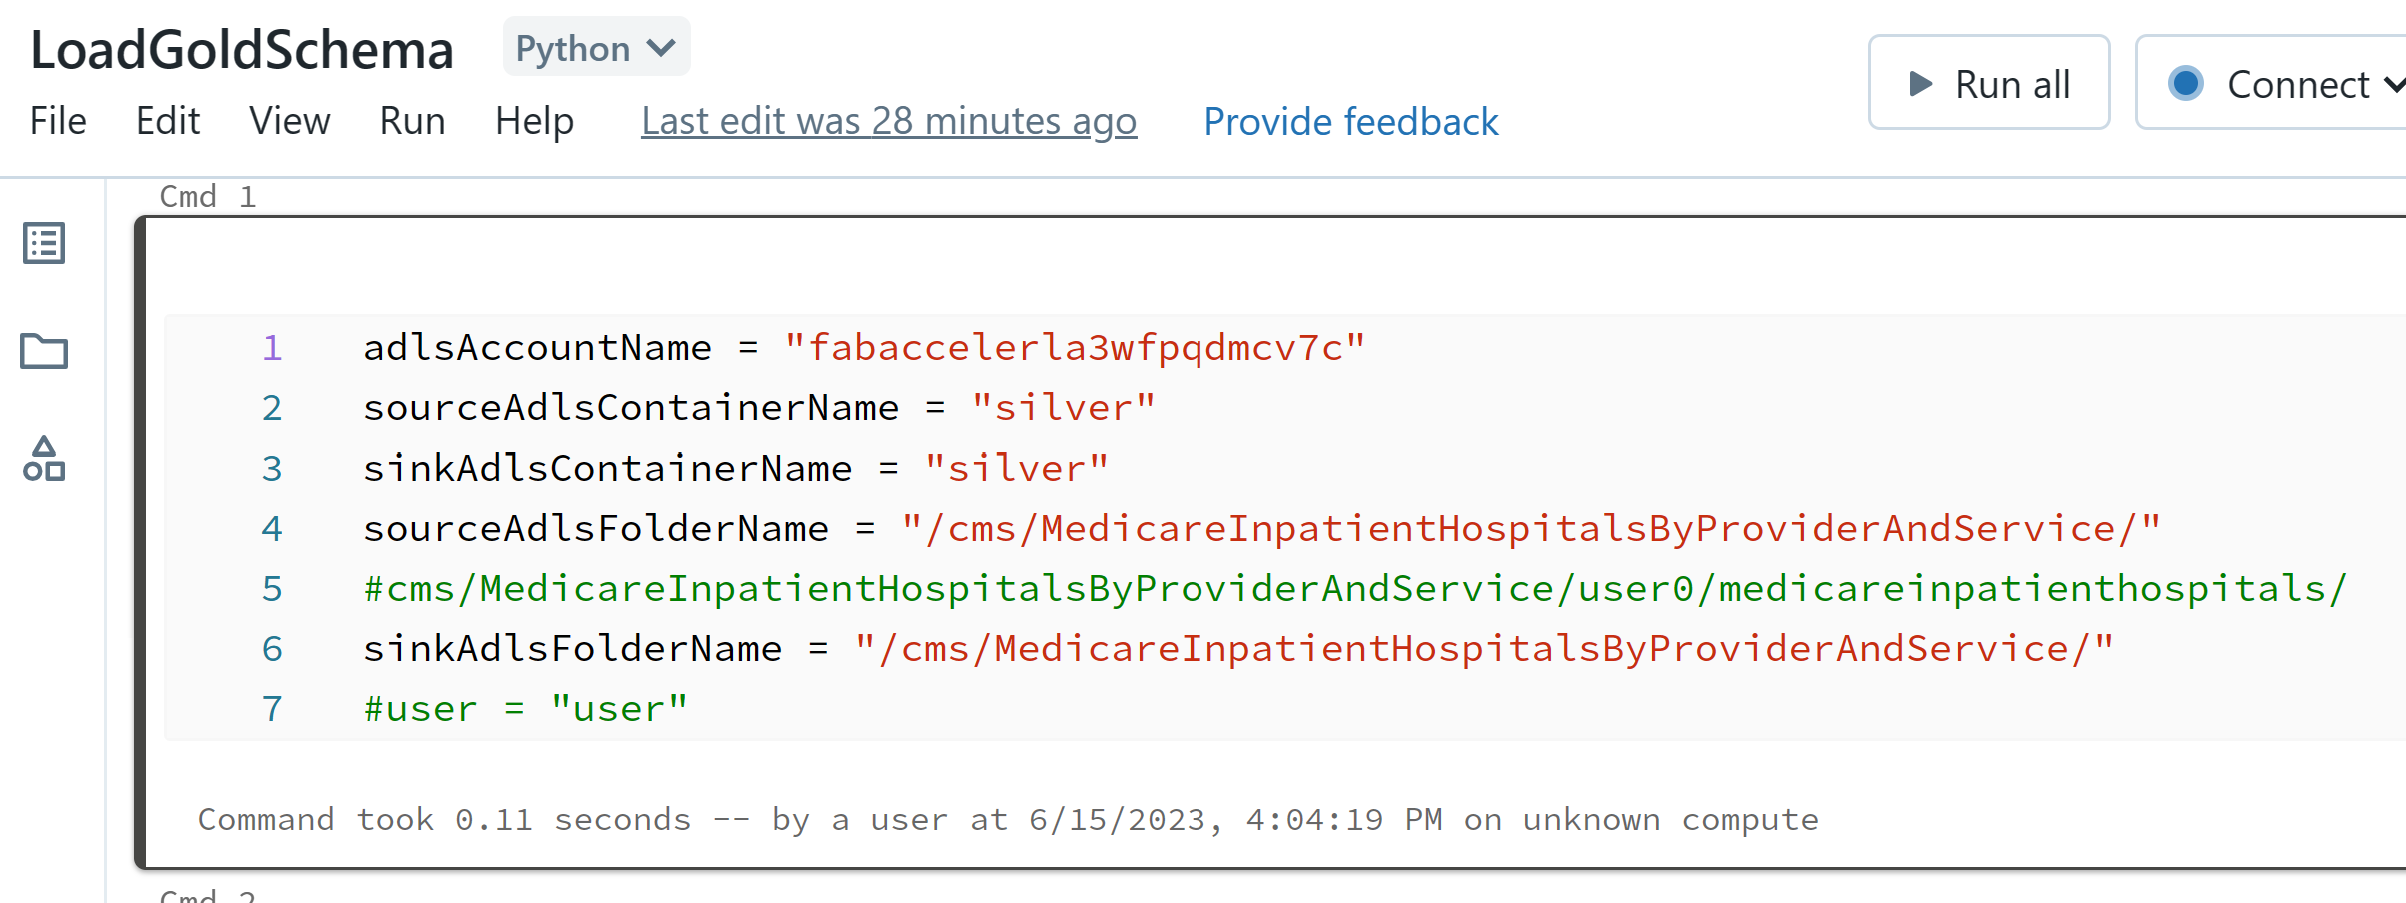 LoadGoldSchema Python
File Edit View Run Help Last edit was 28 minutes ago Provide feedback Run all Connect
Cmd 1
1 adlsAccountName = "fabaccelerla3wfpqdmcv7c"
2 sourceAdlsContainerName = "silver"
3 sinkAdlsContainerName = "silver"
4 sourceAdlsFolderName = "/cms/MedicareInpatientHospitalsByProviderAndService/"
5 #cms/MedicareInpatientHospitalsByProviderAndService/user0/medicareinpatienthospitals/
6 sinkAdlsFolderName = "/cms/MedicareInpatientHospitalsByProviderAndService/"
7 #user = "user"
Command took 0.11 seconds -- by a user at 6/15/2023, 4:04:19 PM on unknown compute
Cmd 2